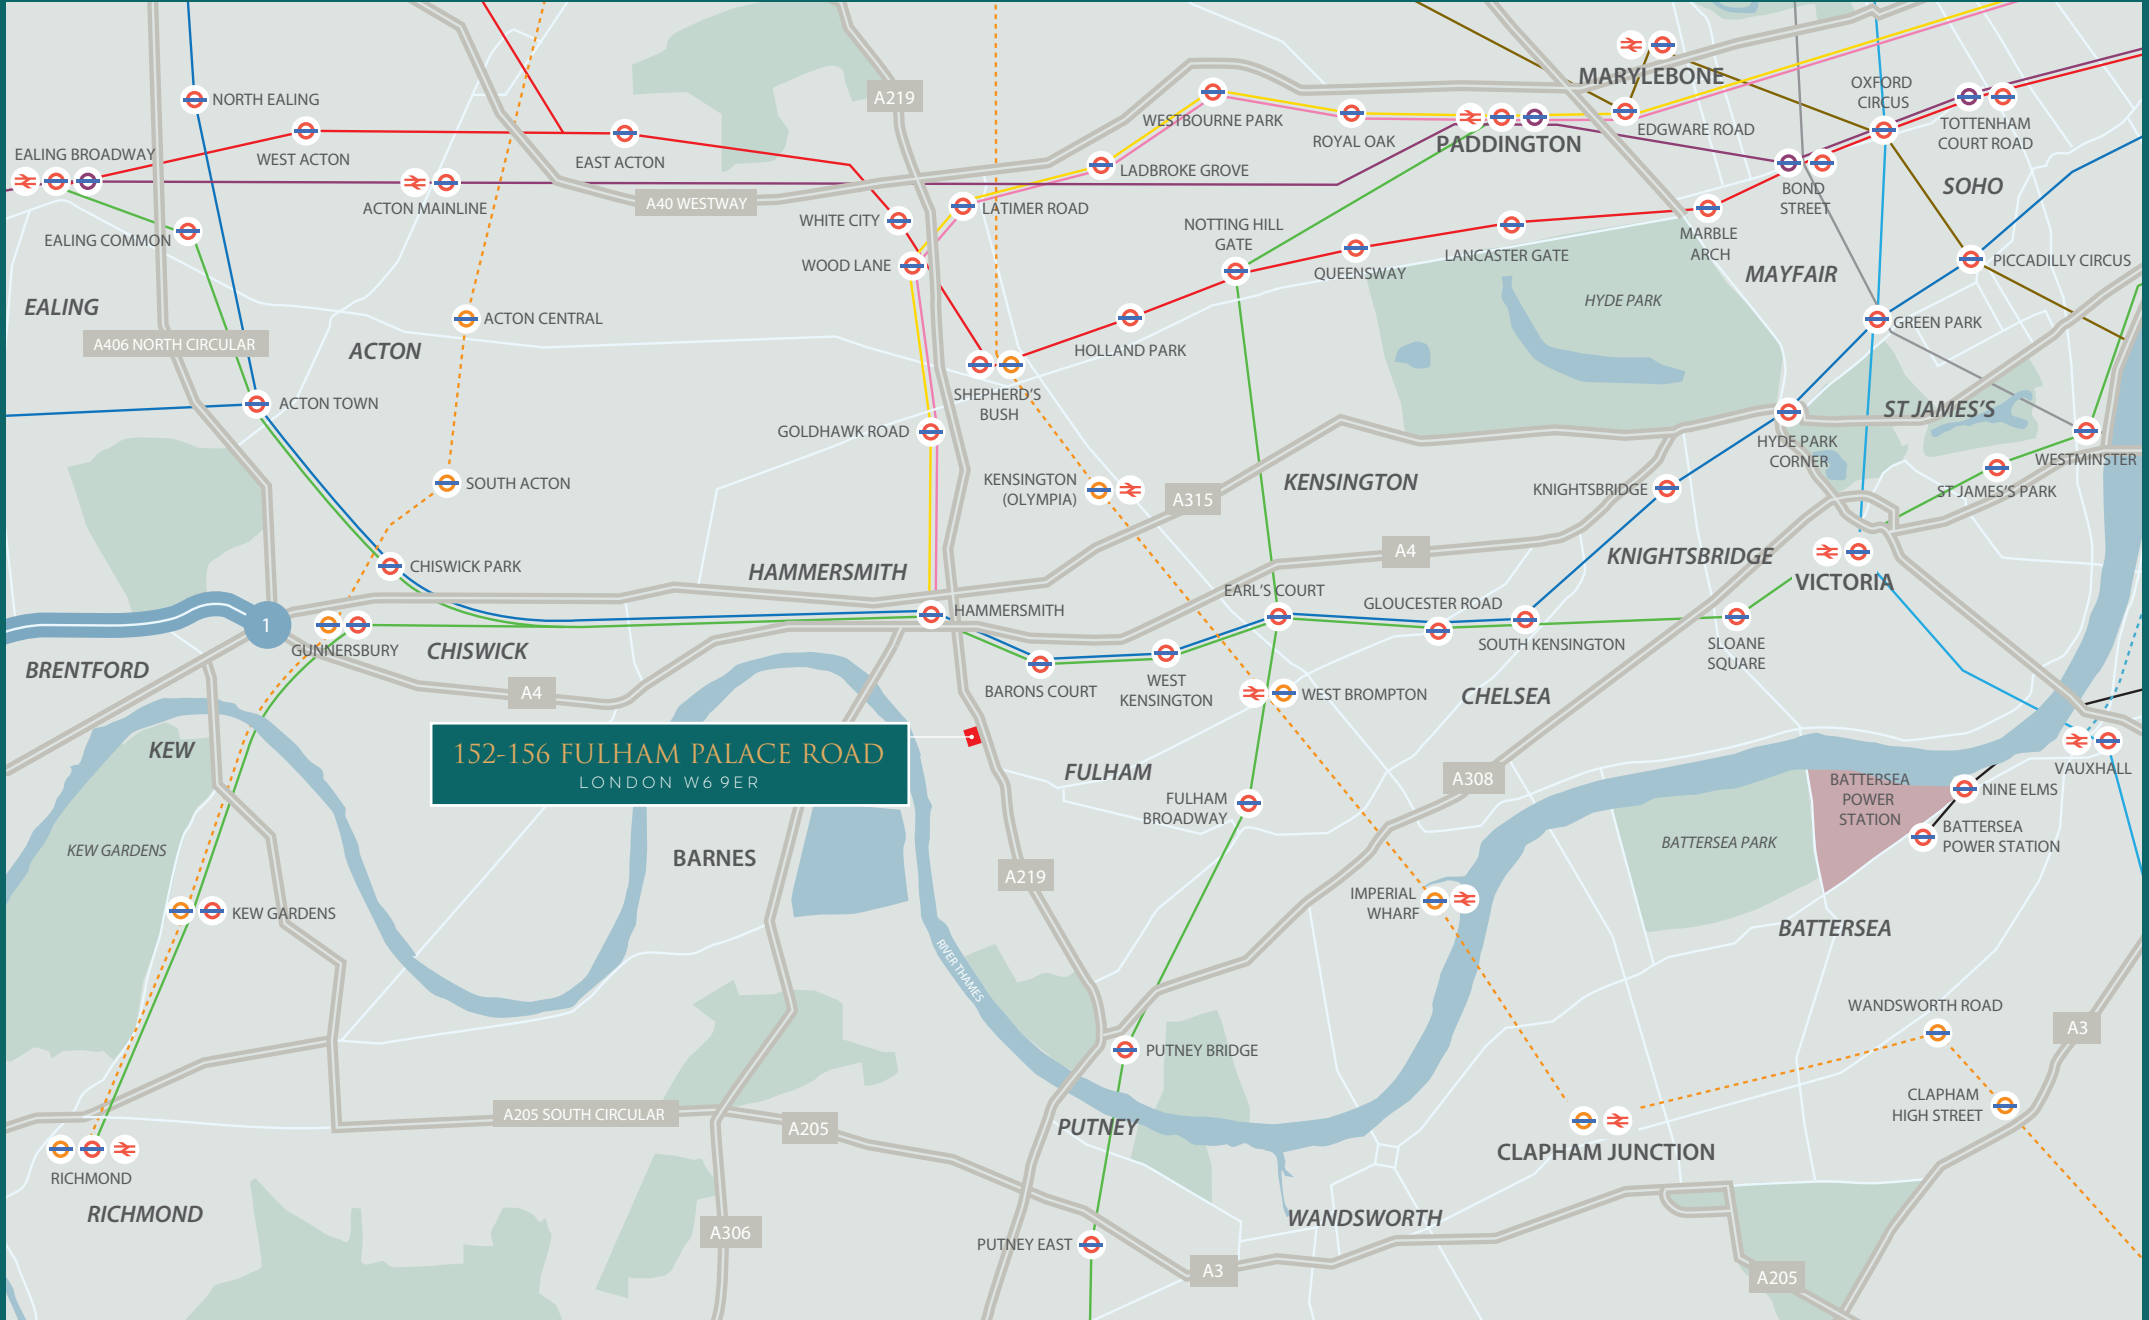 MARYLEBONE
OXFORD
CIRCUS
A219
NORTH EALING
WESTBOURNE PARK
ROYAL OAK
PADDINGTON
EDGWARE ROAD
TOTTENHAM
COURT ROAD
EALING BROADWAY
WEST ACTON
EAST ACTON
LADBROKE GROVE
BOND
STREET
SOHO
ACTON MAINLINE
A40 WESTWAY
WHITE CITY
LATIMER ROAD
NOTTING HILL
GATE
EALING COMMON
WOOD LANE
QUEENSWAY
LANCASTER GATE
MARBLE
ARCH
MAYFAIR
PICCADILLY CIRCUS
EALING
ACTON CENTRAL
HYDE PARK
GREEN PARK
A406 NORTH CIRCULAR
ACTON
HOLLAND PARK
ACTON TOWN
SHEPHERD'S
BUSH
ST JAMES'S
GOLDHAWK ROAD
HYDE PARK
CORNER
WESTMINSTER
SOUTH ACTON
KENSINGTON
(OLYMPIA)
A315
KENSINGTON
KNIGHTSBRIDGE
ST JAMES'S PARK
CHISWICK PARK
HAMMERSMITH
A4
KNIGHTSBRIDGE
VICTORIA
1
HAMMERSMITH
EARL'S COURT
GLOUCESTER ROAD
SOUTH KENSINGTON
SLOANE
SQUARE
GUNNERSBURY
CHISWICK
BRENTFORD
A4
BARONS COURT
WEST
KENSINGTON
WEST BROMPTON
CHELSEA
KEW
152-156 FULHAM PALACE ROAD
LONDON W6 9ER
FULHAM
A308
BATTERSEA
POWER
STATION
NINE ELMS
VAUXHALL
FULHAM
BROADWAY
BATTERSEA
POWER STATION
KEW GARDENS
BARNES
A219
BATTERSEA PARK
KEW GARDENS
IMPERIAL
WHARF
BATTERSEA
RIVER THAMES
WANDSWORTH ROAD
A3
PUTNEY BRIDGE
A205 SOUTH CIRCULAR
A205
PUTNEY
CLAPHAM
HIGH STREET
CLAPHAM JUNCTION
RICHMOND
RICHMOND
A306
PUTNEY EAST
WANDSWORTH
A3
A205